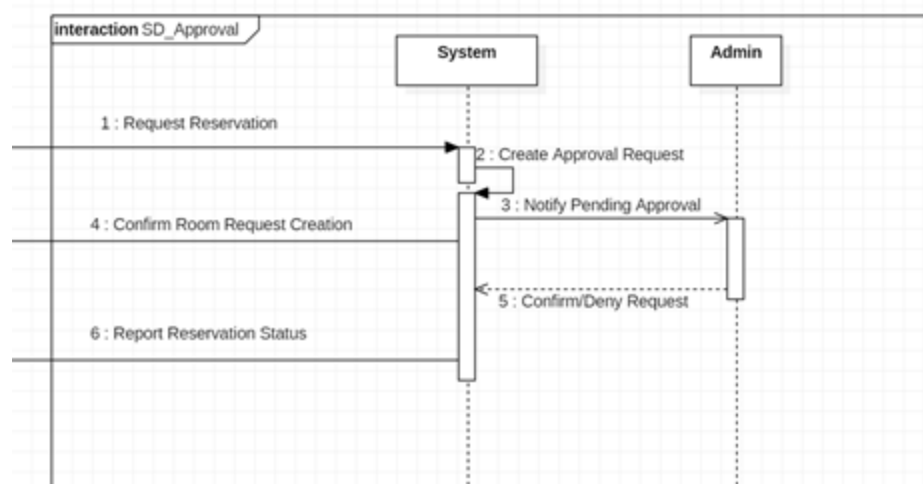 interaction SD_Approval
System
Admin
1 : Request Reservation
2 : Create Approval Request
3 : Notify Pending Approval
4 : Confirm Room Request Creation
5 : Confirm/Deny Request
6 : Report Reservation Status